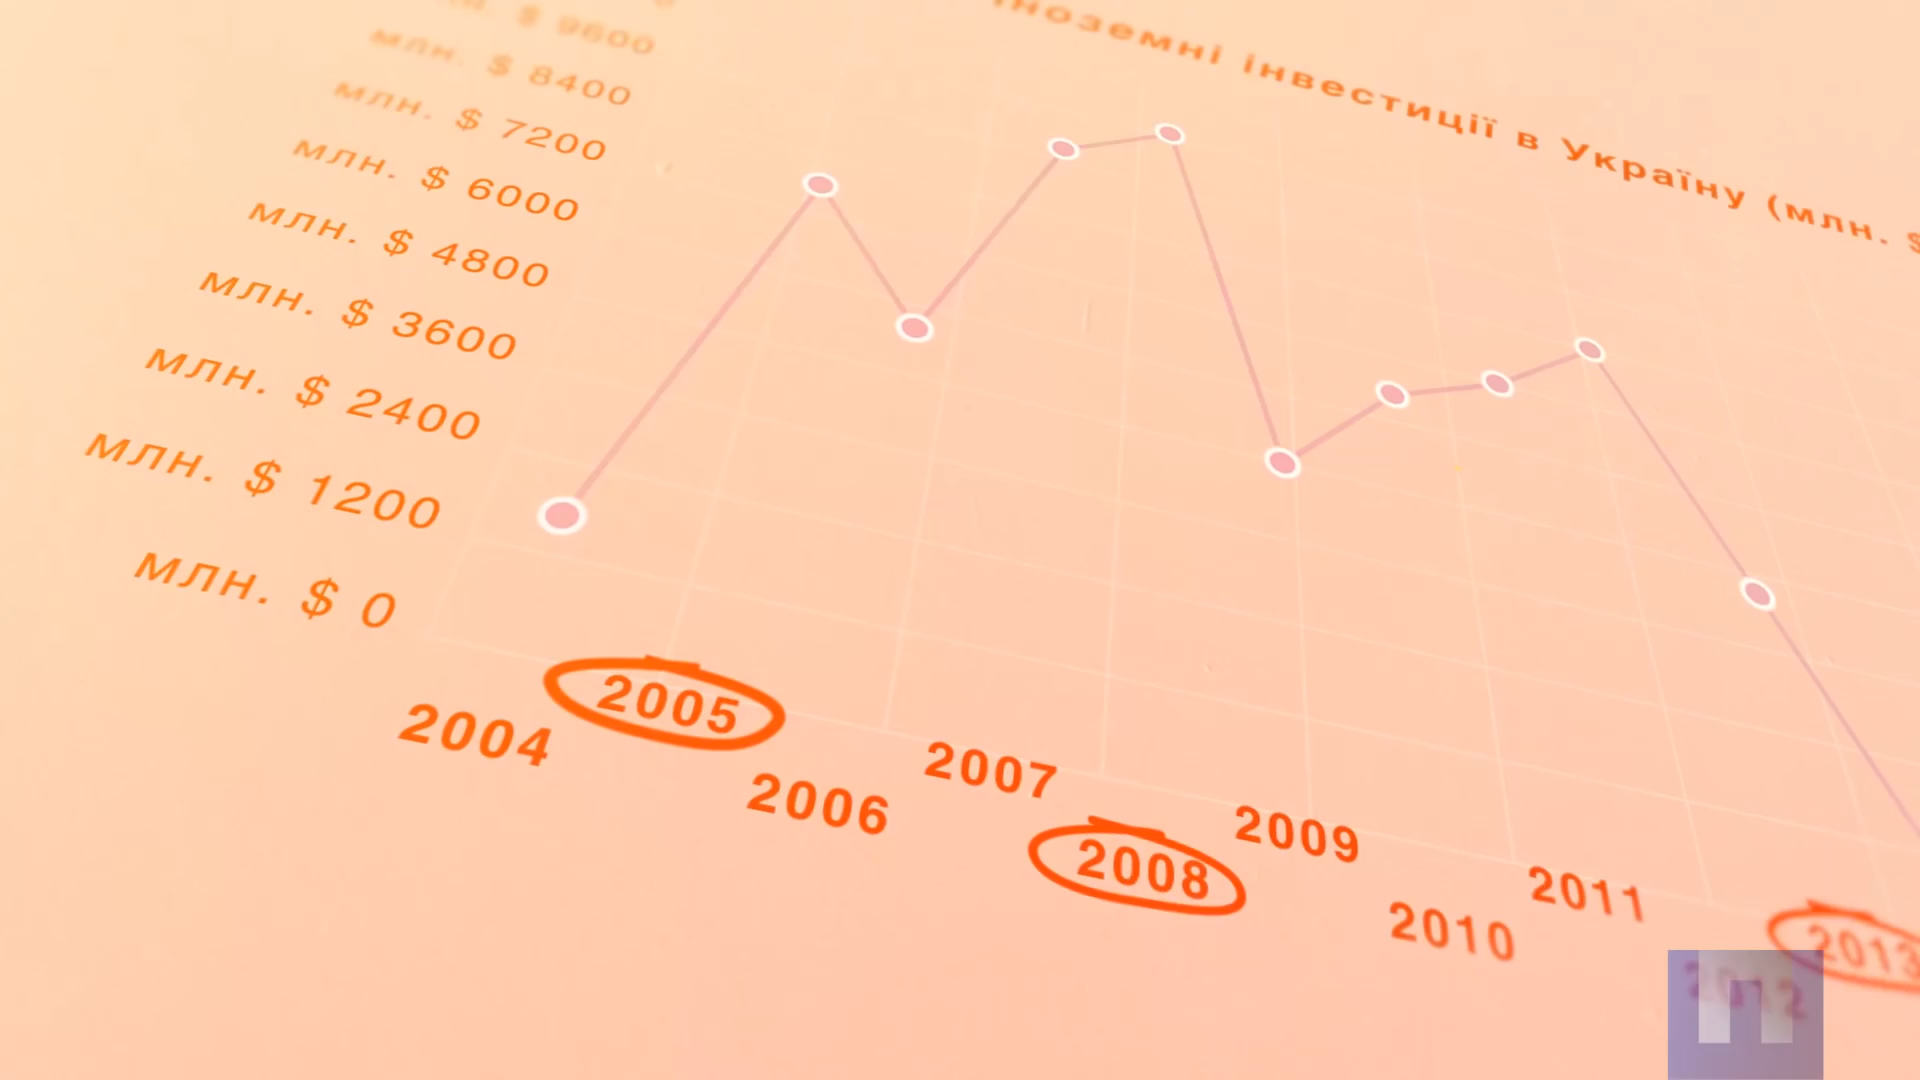 іноземні інвестиції в Україну (млн. $
млн. $ 9600
млн. $ 8400
млн. $ 7200
млн. $ 6000
млн. $ 4800
млн. $ 3600
млн. $ 2400
млн. $ 1200
млн. $ 0
2004
2005
2006
2007
2008
2009
2010
2011
2012
2013